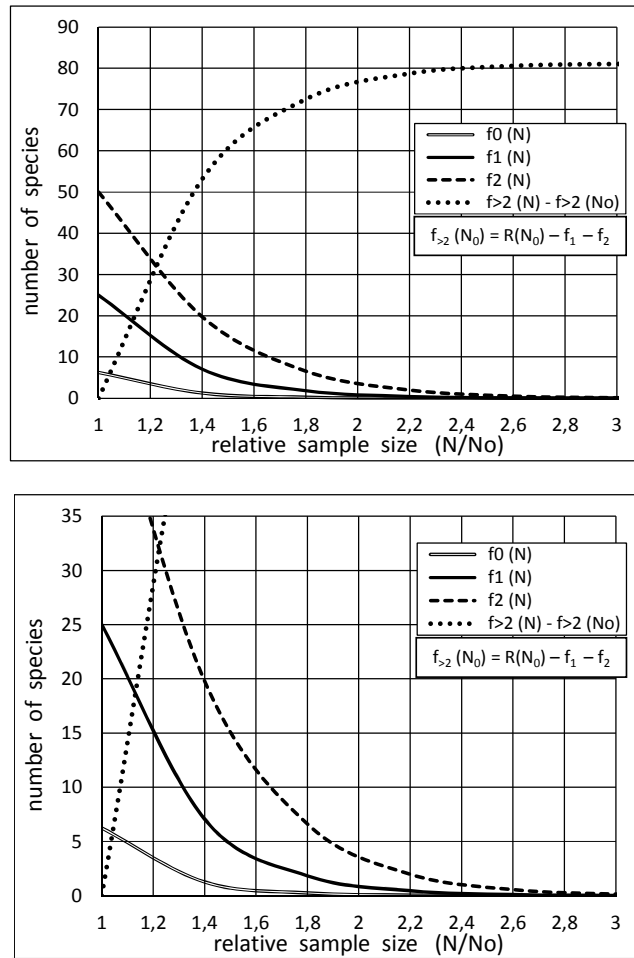 90
80
70
60
50
40
30
20
10
0
number of species
f0 (N)
f1 (N)
f2 (N)
f>2 (N) - f>2 (No)
f>2 (N0) = R(N0) – f1 – f2
1 1,2 1,4 1,6 1,8 2 2,2 2,4 2,6 2,8 3
relative sample size (N/No)
35
30
25
20
15
10
5
0
number of species
f0 (N)
f1 (N)
f2 (N)
f>2 (N) - f>2 (No)
f>2 (N0) = R(N0) – f1 – f2
1 1,2 1,4 1,6 1,8 2 2,2 2,4 2,6 2,8 3
relative sample size (N/No)